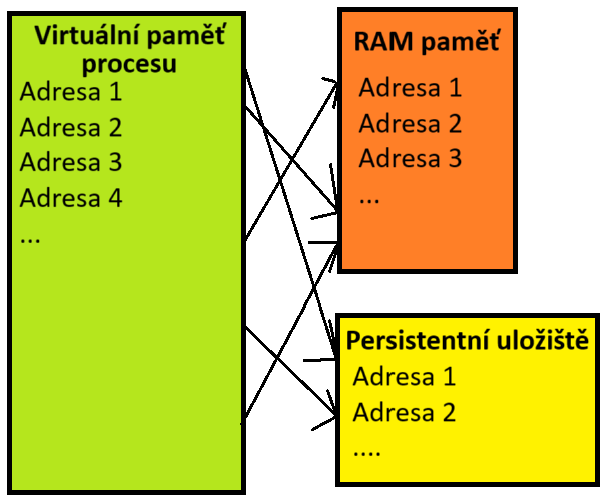 Virtuální paměť
procesu
Adresa 1
Adresa 2
Adresa 3
Adresa 4
...
RAM paměť
Adresa 1
Adresa 2
Adresa 3
...
Persistentní uložiště
Adresa 1
Adresa 2
....